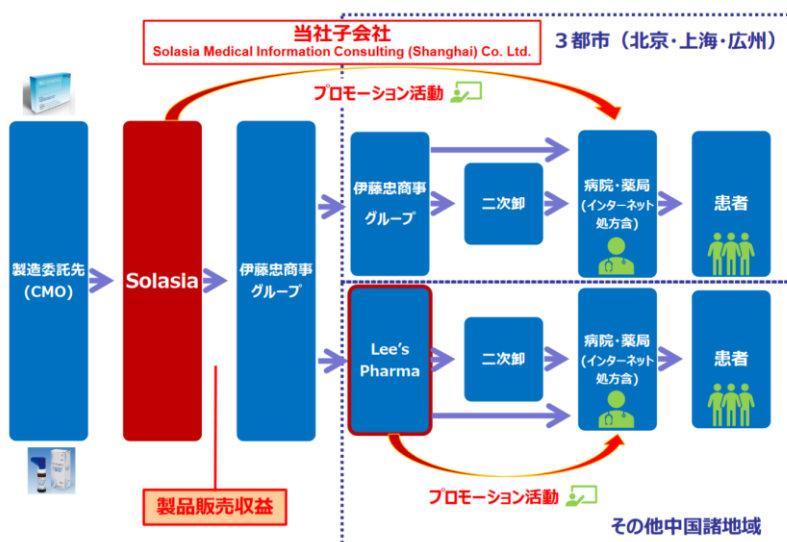 当社子会社
Solasia Medical Information Consulting (Shanghai) Co. Ltd.
3都市（北京・上海・広州）
プロモーション活動
製造委託先
(CMO)
Solasia
伊藤忠商事
グループ
伊藤忠商事
グループ
二次卸
病院・薬局
(インターネット
処方含)
患者
Lee's
Pharma
二次卸
病院・薬局
(インターネット
処方含)
患者
製品販売収益
プロモーション活動
その他中国諸地域